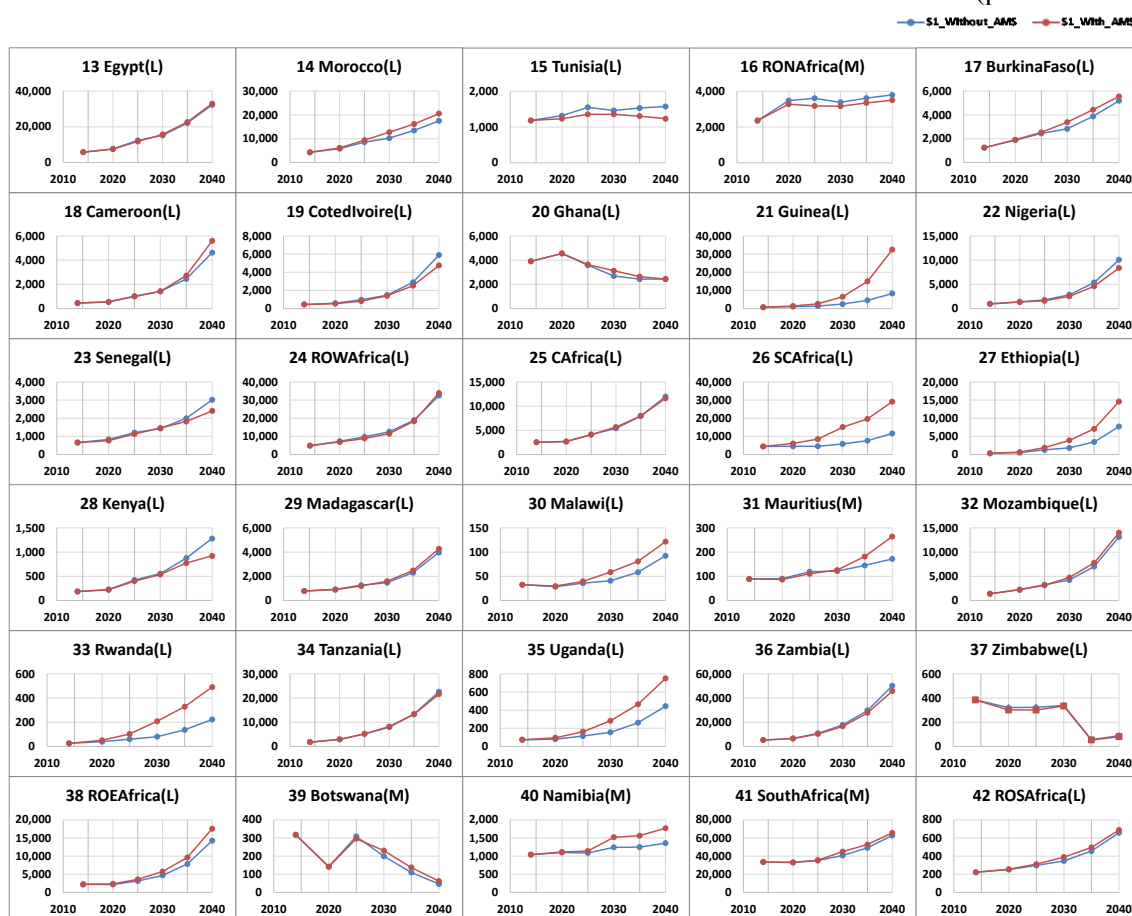 (p
S1_Without_AMS S1_With_AMS
13 Egypt(L)
40,000
20,000
0
2010 2020 2030 2040
14 Morocco(L)
30,000
20,000
10,000
0
2010 2020 2030 2040
15 Tunisia(L)
2,000
1,000
0
2010 2020 2030 2040
16 RONAfrica(M)
4,000
2,000
0
2010 2020 2030 2040
17 BurkinaFaso(L)
6,000
4,000
2,000
0
2010 2020 2030 2040
18 Cameroon(L)
6,000
4,000
2,000
0
2010 2020 2030 2040
19 CotedIvoire(L)
8,000
6,000
4,000
2,000
0
2010 2020 2030 2040
20 Ghana(L)
6,000
4,000
2,000
0
2010 2020 2030 2040
21 Guinea(L)
40,000
30,000
20,000
10,000
0
2010 2020 2030 2040
22 Nigeria(L)
15,000
10,000
5,000
0
2010 2020 2030 2040
23 Senegal(L)
4,000
3,000
2,000
1,000
0
2010 2020 2030 2040
24 ROWAfrica(L)
40,000
30,000
20,000
10,000
0
2010 2020 2030 2040
25 CAfrica(L)
15,000
10,000
5,000
0
2010 2020 2030 2040
26 SCAfrica(L)
40,000
30,000
20,000
10,000
0
2010 2020 2030 2040
27 Ethiopia(L)
20,000
15,000
10,000
5,000
0
2010 2020 2030 2040
28 Kenya(L)
1,500
1,000
500
0
2010 2020 2030 2040
29 Madagascar(L)
6,000
4,000
2,000
0
2010 2020 2030 2040
30 Malawi(L)
150
100
50
0
2010 2020 2030 2040
31 Mauritius(M)
300
200
100
0
2010 2020 2030 2040
32 Mozambique(L)
15,000
10,000
5,000
0
2010 2020 2030 2040
33 Rwanda(L)
600
400
200
0
2010 2020 2030 2040
34 Tanzania(L)
30,000
20,000
10,000
0
2010 2020 2030 2040
35 Uganda(L)
800
600
400
200
0
2010 2020 2030 2040
36 Zambia(L)
60,000
40,000
20,000
0
2010 2020 2030 2040
37 Zimbabwe(L)
600
400
200
0
2010 2020 2030 2040
38 ROEAfrica(L)
20,000
15,000
10,000
5,000
0
2010 2020 2030 2040
39 Botswana(M)
400
300
200
100
0
2010 2020 2030 2040
40 Namibia(M)
2,000
1,500
1,000
500
0
2010 2020 2030 2040
41 SouthAfrica(M)
80,000
60,000
40,000
20,000
0
2010 2020 2030 2040
42 ROSAfrica(L)
800
600
400
200
0
2010 2020 2030 2040